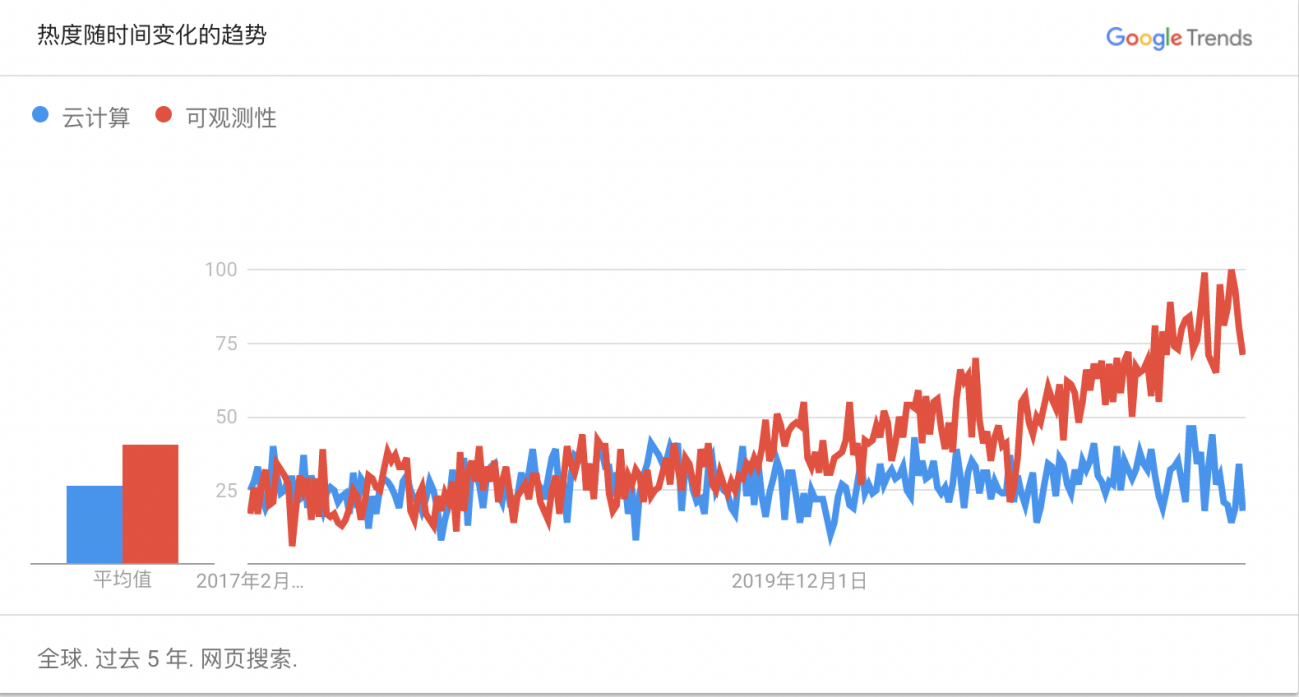 热度随时间变化的趋势
Google Trends
云计算 可观测性
100
75
50
25
平均值 2017年2月… 2019年12月1日
全球. 过去 5 年. 网页搜索.